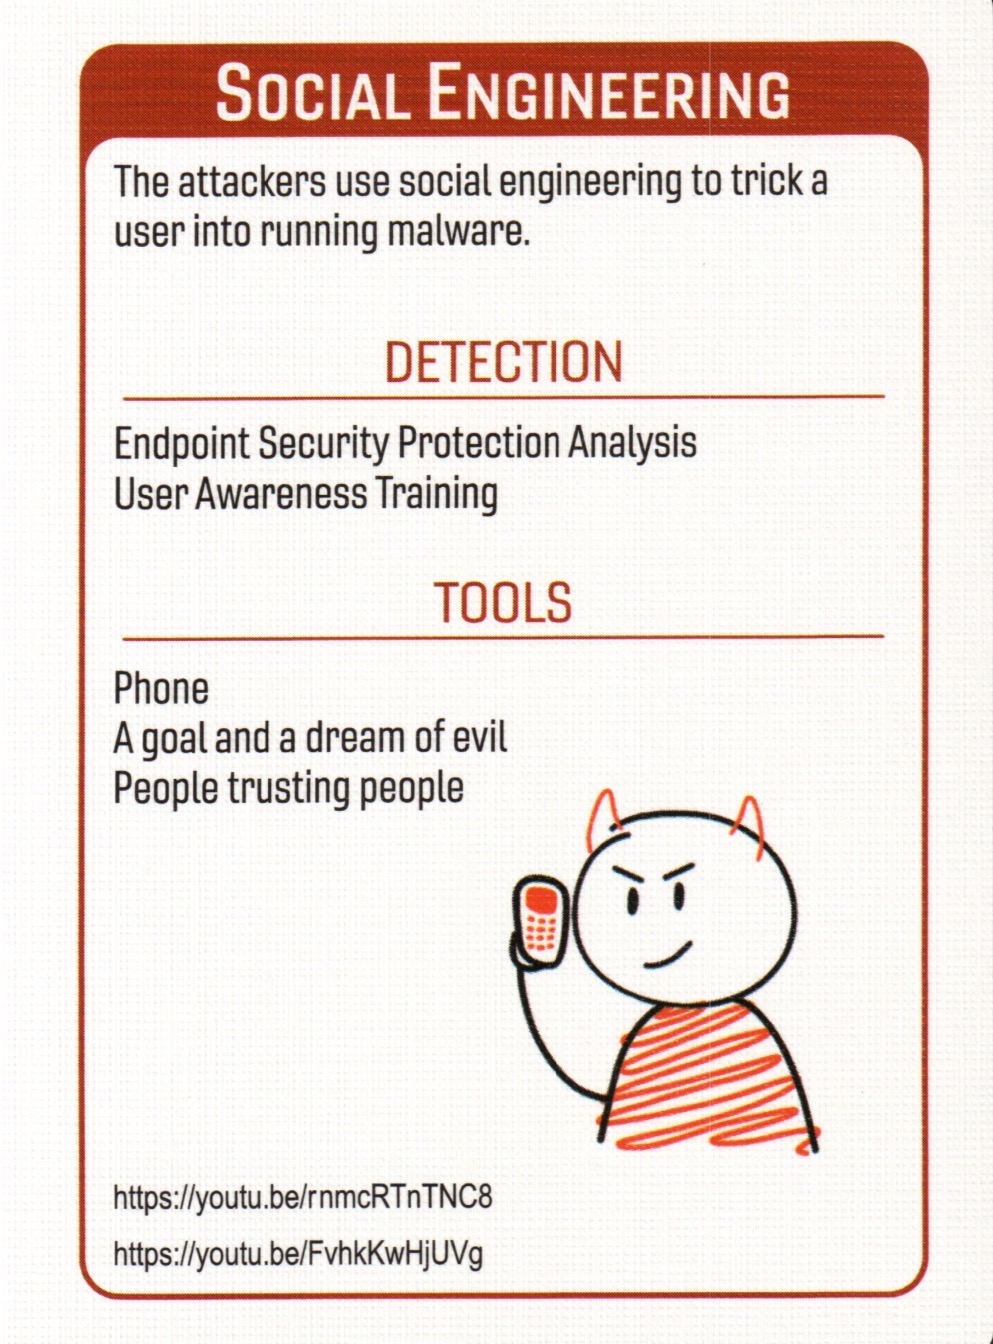 SOCIAL ENGINEERING
The attackers use social engineering to trick a
user into running malware.
DETECTION
Endpoint Security Protection Analysis
User Awareness Training
TOOLS
Phone
A goal and a dream of evil
People trusting people
https://youtu.be/rnmcRTnTNC8
https://youtu.be/FvhkKwHjUVg